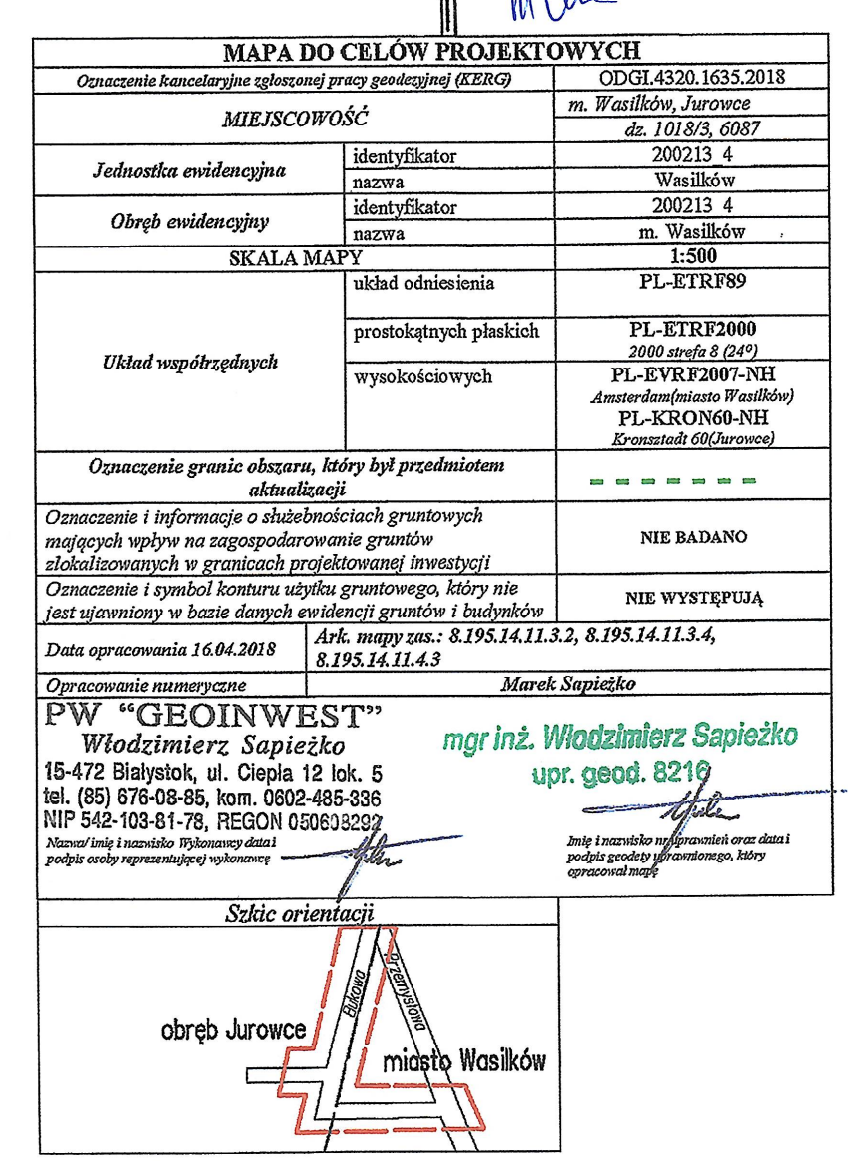 MAPA DO CELÓW PROJEKTOWYCH
Oznaczenie kancelaryjne zgłoszonej pracy geodezyjnej (KERG) ODGI.4320.1635.2018
MIEJSCOWOŚĆ m. Wasilków, Jurowce
dz. 1018/3, 6087
Jednostka ewidencyjna identyfikator 200213_4
nazwa Wasilków
Obręb ewidencyjny identyfikator 200213_4
nazwa m. Wasilków
SKALA MAPY 1:500
Układ współrzędnych układ odniesienia PL-ETRF89
prostokątnych płaskich PL-ETRF2000
2000 strefa 8 (24º)
wysokościowych PL-EVRF2007-NH
Amsterdam(miasto Wasilków)
PL-KRON60-NH
Kronsztadt 60(Jurowce)
Oznaczenie granic obszaru, który był przedmiotem
aktualizacji
Oznaczenie i informacje o służebnościach gruntowych
mających wpływ na zagospodarowanie gruntów
zlokalizowanych w granicach projektowanej inwestycji
NIE BADANO
Oznaczenie i symbol konturu użytku gruntowego, który nie
jest ujawniony w bazie danych ewidencji gruntów i budynków
NIE WYSTĘPUJĄ
Data opracowania 16.04.2018
Ark. mapy zas.: 8.195.14.11.3.2, 8.195.14.11.3.4,
8.195.14.11.4.3
Opracowanie numeryczne Marek Sapieżko
PW “GEOINWEST”
Włodzimierz Sapieżko
15-472 Białystok, ul. Ciepła 12 lok. 5
tel. (85) 676-08-85, kom. 0602-485-336
NIP 542-103-81-78, REGON 050608292
Nazwa/ imię i nazwisko Wykonawcy data i
podpis osoby reprezentującej wykonawcę
mgr inż. Włodzimierz Sapieżko
upr. geod. 8216
Imię i nazwisko nr uprawnień oraz data i
podpis geodety uprawnionego, który
opracował mapę
Szkic orientacji
Bukowa
Przemysłowa
obręb Jurowce
miasto Wasilków